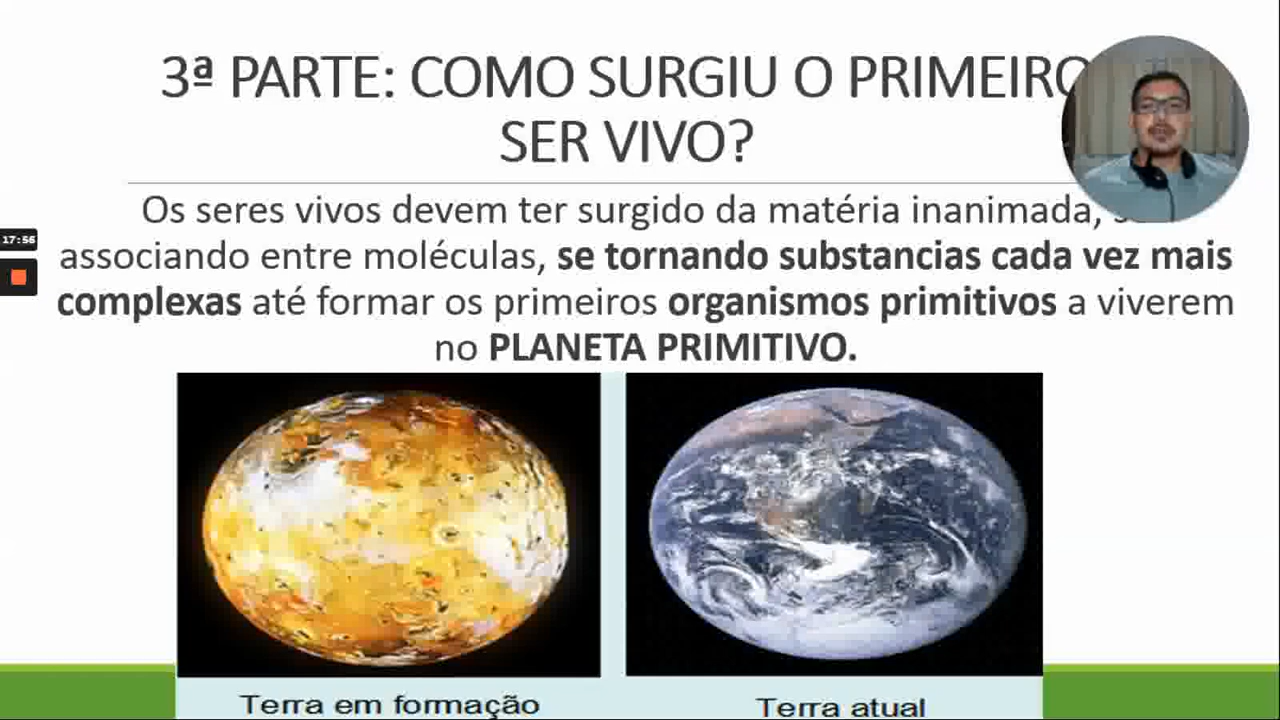 3ª PARTE: COMO SURGIU O PRIMEIRO
SER VIVO?
Os seres vivos devem ter surgido da matéria inanimada,
associando entre moléculas, se tornando substancias cada vez mais
complexas até formar os primeiros organismos primitivos a viverem
no PLANETA PRIMITIVO.
17:56
Terra em formação
Terra atual